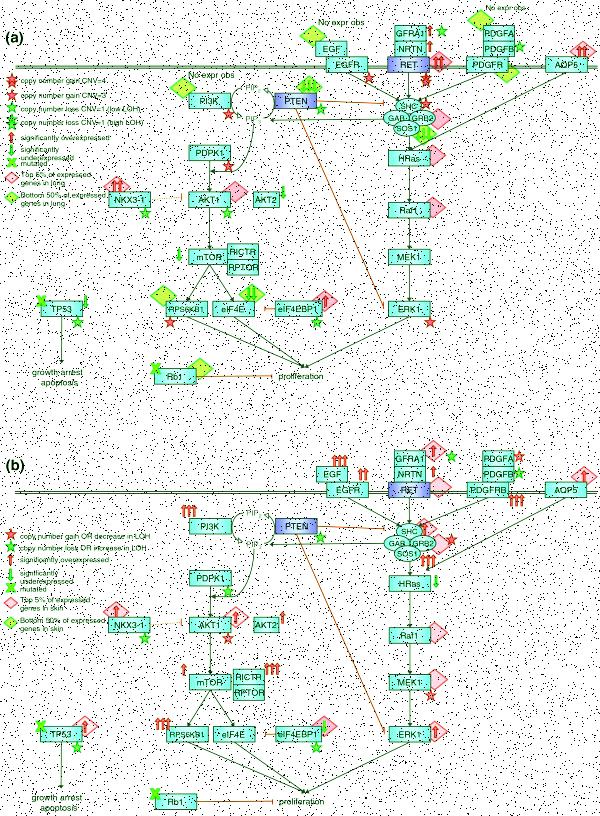 (a)
No expr obs
No expr obs
EGF
EGFR
GFRA1
NRTN
RET
PDGFA
PDGFB
PDGFR
AQP5
copy number gain CNV=4
copy number gain CNV=3
copy number loss CNV=1 (low LOH)
copy number loss CNV=1 (high LOH)
significantly overexpressed
significantly
underexpressed
mutated
Top 5% of expressed
genes in lung
Bottom 50% of expressed
genes in lung
No expr obs
PI3K
PIP
PIP
PTEN
SHC
GAB1GRB2
SOS1
PDPK1
HRas
NKX3-1
AKT1
AKT2
Raf1
mTOR
RICTR
RPTOR
MEK1
TP53
RPS6KB1
eIF4E
eIF4EBP1
ERK1
growth arrest
apoptosis
Rb1
proliferation
(b)
EGF
EGFR
GFRA1
NRTN
RET
PDGFA
PDGFB
PDGFRB
AQP5
copy number gain OR decrease in LOH
copy number loss OR increase in LOH
significantly overexpressed
significantly
underexpressed
mutated
Top 5% of expressed
genes in skin
Bottom 50% of expressed
genes in skin
PI3K
PIP
PIP
PTEN
SHC
GAB1GRB2
SOS1
PDPK1
HRas
NKX3-1
AKT1
AKT2
Raf1
mTOR
RICTR
RPTOR
MEK1
TP53
RPS6KB1
eIF4E
eIF4EBP1
ERK1
growth arrest
apoptosis
Rb1
proliferation